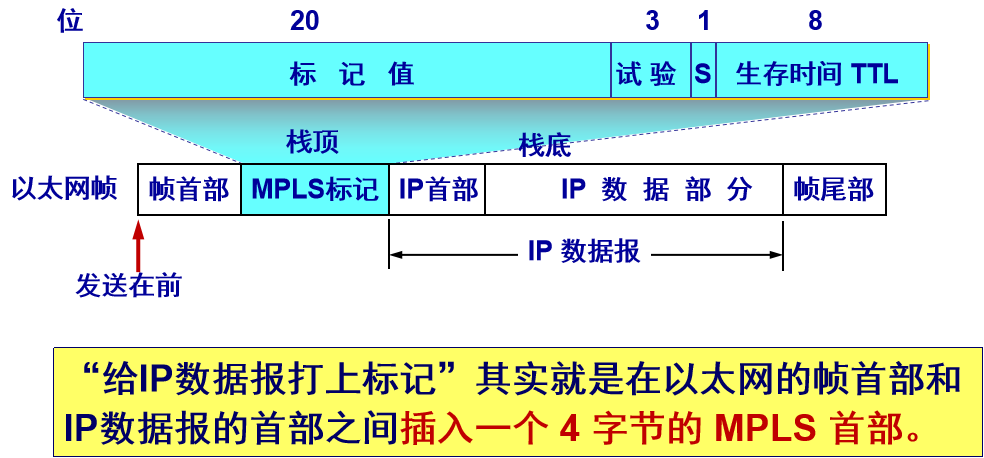 位 20 3 1 8
标 记 值 试 验 S 生存时间 TTL
栈顶 栈底
以太网帧 帧首部 MPLS标记 IP首部 IP 数 据 部 分 帧尾部
IP 数据报
发送在前
“给IP数据报打上标记”其实就是在以太网的帧首部和
IP数据报的首部之间插入一个 4 字节的 MPLS 首部。